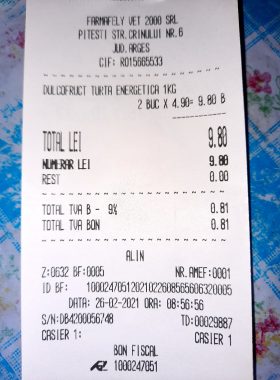 FARMAFELY VET 2000 SRL
PITESTI STR.CRINULUI NR.6
JUD.ARGES
CIF: RO15665533
DULCOFRUCT TURTA ENERGETICA 1KG
2 BUC X 4.90= 9.80 B
TOTAL LEI 9.80
NUMERAR LEI 9.80
REST 0.00
TOTAL TVA B - 9% 0.81
TOTAL TVA BON 0.81
ALIN
Z:0632 BF:0005 NR.AMEF:0001
ID BF: 10002470512021022608565606320005
DATA: 26-02-2021 ORA: 08:56:56
S/N:DB4200056748 TD:00029887
CASIER 1: CASIER 1
BON FISCAL
1000247051